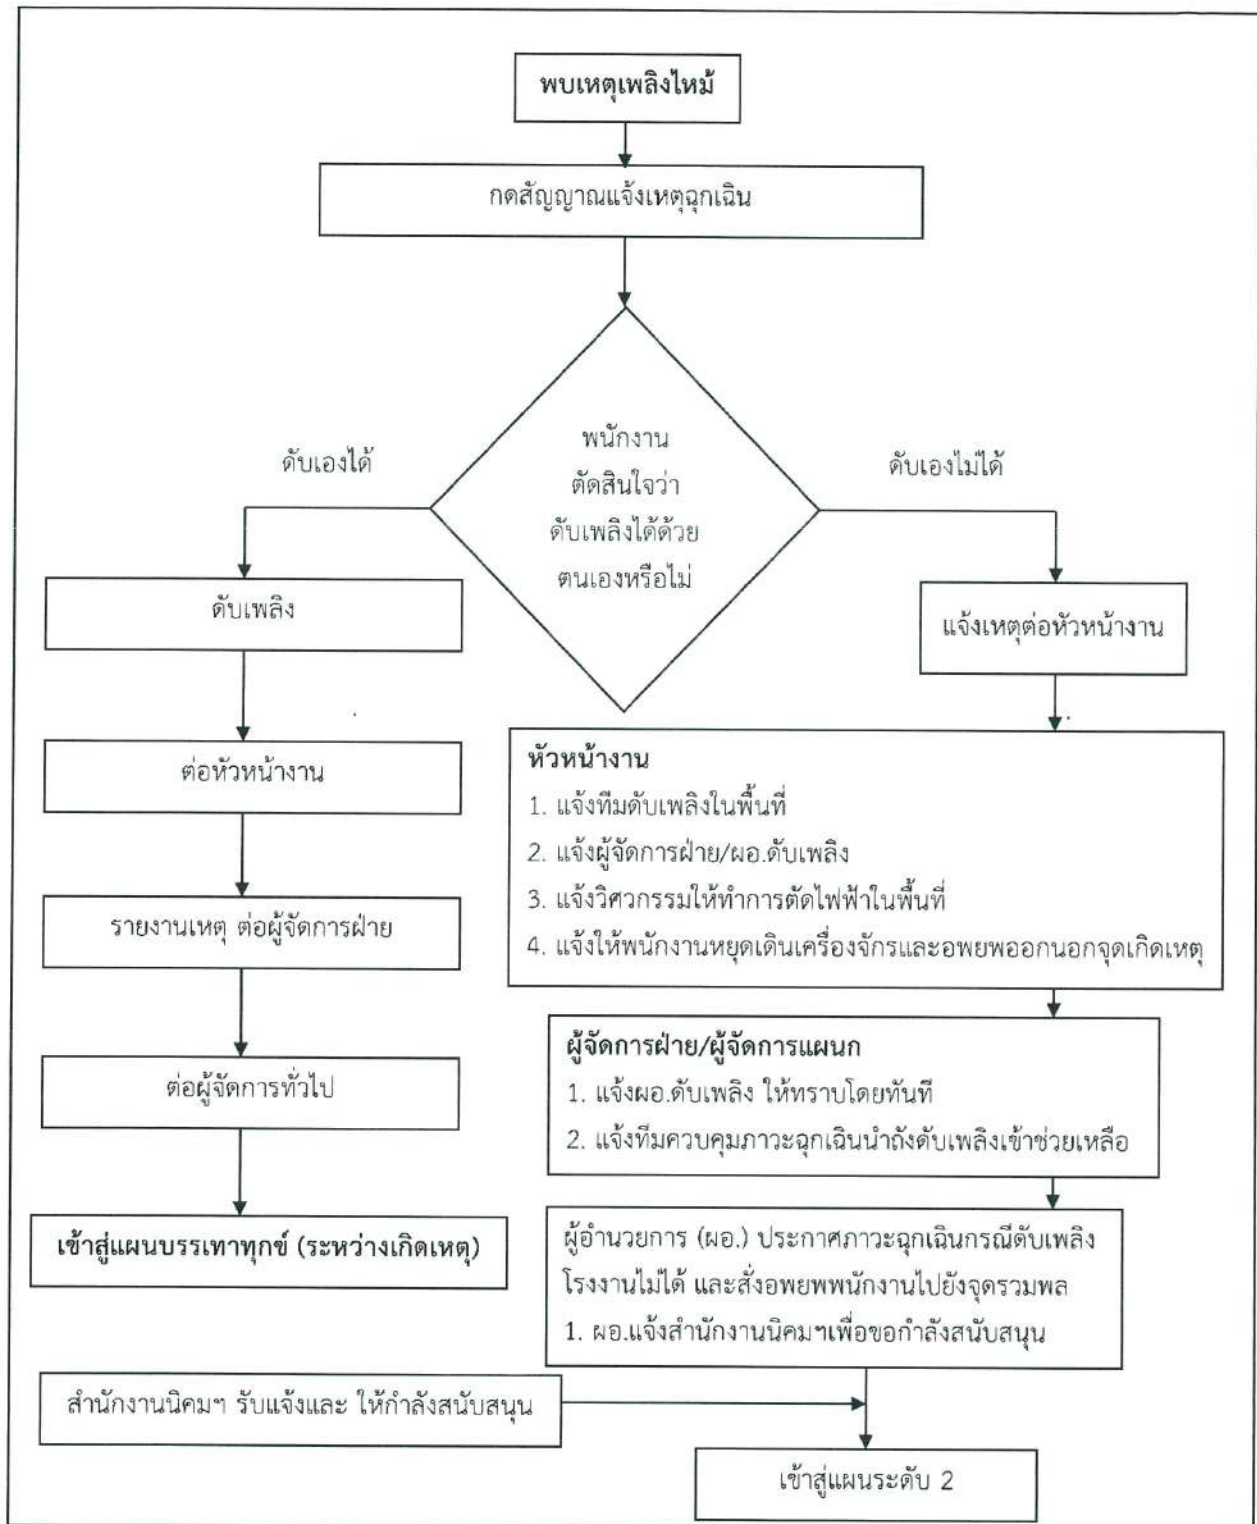 พบเหตุเพลิงไหม้
กดสัญญาณแจ้งเหตุฉุกเฉิน
พนักงาน
ตัดสินใจว่า
ดับเพลิงได้ด้วย
ตนเองหรือไม่
ดับเองได้
ดับเองไม่ได้
ดับเพลิง
ต่อหัวหน้างาน
รายงานเหตุ ต่อผู้จัดการฝ่าย
ต่อผู้จัดการทั่วไป
เข้าสู่แผนบรรเทาทุกข์ (ระหว่างเกิดเหตุ)
แจ้งเหตุต่อหัวหน้างาน
หัวหน้างาน
1. แจ้งทีมดับเพลิงในพื้นที่
2. แจ้งผู้จัดการฝ่าย/ผอ.ดับเพลิง
3. แจ้งวิศวกรรมให้ทำการตัดไฟฟ้าในพื้นที่
4. แจ้งให้พนักงานหยุดเดินเครื่องจักรและอพยพออกนอกจุดเกิดเหตุ
ผู้จัดการฝ่าย/ผู้จัดการแผนก
1. แจ้งผอ.ดับเพลิง ให้ทราบโดยทันที
2. แจ้งทีมควบคุมภาวะฉุกเฉินนำถังดับเพลิงเข้าช่วยเหลือ
ผู้อำนวยการ (ผอ.) ประกาศภาวะฉุกเฉินกรณีดับเพลิง
โรงงานไม่ได้ และสั่งอพยพพนักงานไปยังจุดรวมพล
1. ผอ.แจ้งสำนักงานนิคมฯเพื่อขอกำลังสนับสนุน
สำนักงานนิคมฯ รับแจ้งและ ให้กำลังสนับสนุน
เข้าสู่แผนระดับ 2